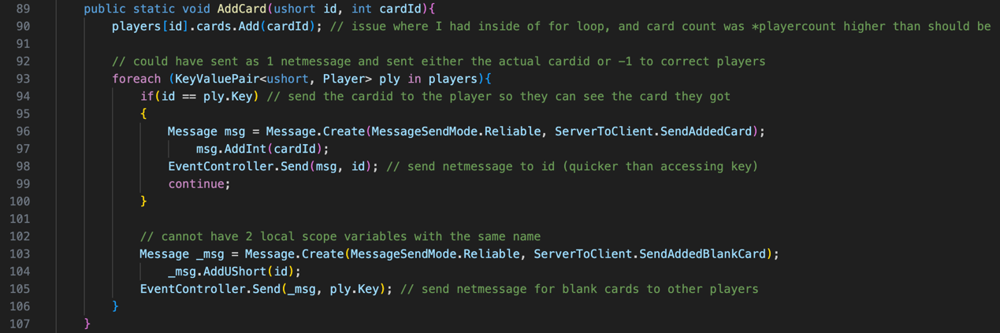 89 public static void AddCard(ushort id, int cardId){
90 players[id].cards.Add(cardId); // issue where I had inside of for loop, and card count was *playercount higher than should be
91
92 // could have sent as 1 netmessage and sent either the actual cardid or -1 to correct players
93 foreach (KeyValuePair<ushort, Player> ply in players){
94 if(id == ply.Key) // send the cardid to the player so they can see the card they got
95 {
96 Message msg = Message.Create(MessageSendMode.Reliable, ServerToClient.SendAddedCard);
97 msg.AddInt(cardId);
98 EventController.Send(msg, id); // send netmessage to id (quicker than accessing key)
99 continue;
100 }
101
102 // cannot have 2 local scope variables with the same name
103 Message _msg = Message.Create(MessageSendMode.Reliable, ServerToClient.SendAddedBlankCard);
104 _msg.AddUShort(id);
105 EventController.Send(_msg, ply.Key); // send netmessage for blank cards to other players
106 }
107 }